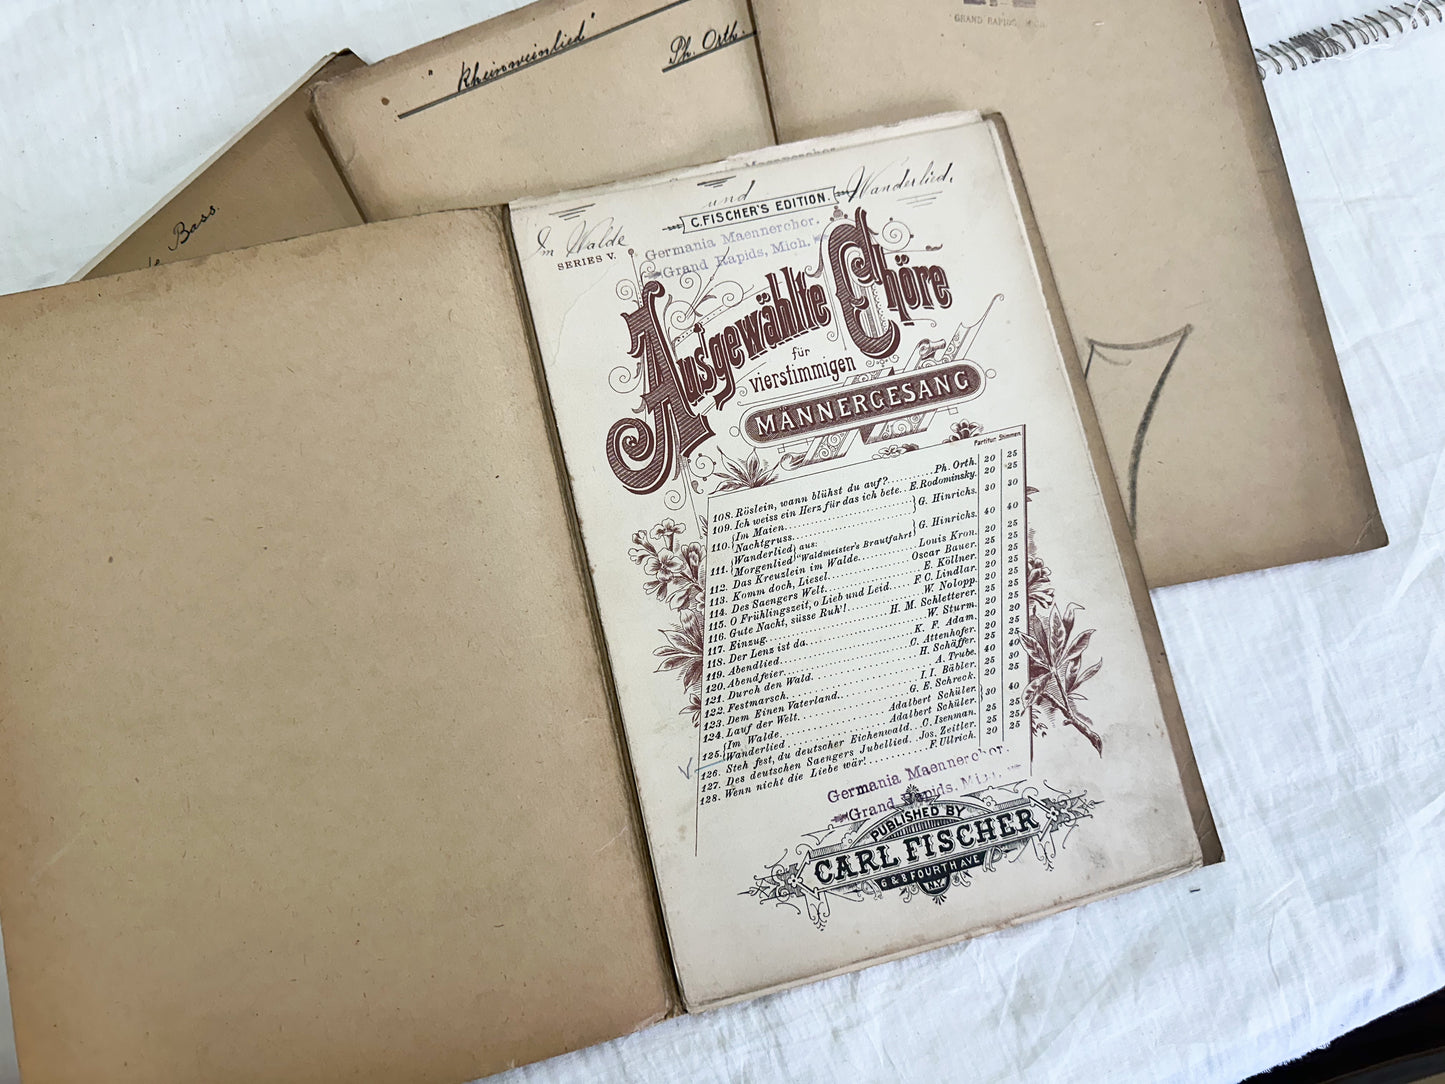 "Rheinweinlied"
Ph. Orth.
GRAND RAPIDS, MICH.
Bass.
Maennerchor
Im Walde und Wanderlied.
C. FISCHER'S EDITION.
SERIES V.
Germania Maennerchor.
Grand Rapids, Mich.
Ausgewählte Chöre
für
vierstimmigen
MÄNNERGESANG
Partitur. Stimmen.
108. Röslein, wann blühst du auf? Ph. Orth. 20 25
109. Ich weiss ein Herz für das ich bete. E. Rodominsky. 20 25
110. {Im Maien. Nachtgruss.} G. Hinrichs. 30 30
111. {Wanderlied Morgenlied} aus: "Waldmeister's Brautfahrt} G. Hinrichs. 40 40
112. Das Kreuzlein im Walde. Louis Kron. 20 25
113. Komm doch, Liesel. Oscar Bauer. 20 25
114. Des Saengers Welt. E. Köllner. 20 25
115. O Frühlingszeit, o Lieb und Leid. F. C. Lindlar. 20 25
116. Gute Nacht, süsse Ruh'! W. Nolopp. 20 25
117. Einzug. H. M. Schletterer. 20 25
118. Der Lenz ist da. W. Sturm. 20 20
119. Abendlied. K. F. Adam. 20 25
120. Abendfeier. C. Attenhofer. 25 25
121. Durch den Wald. H. Schäffer. 40 40
122. Festmarsch. A. Trube. 25 30
123. Dem Einen Vaterland. I. I. Bäbler. 20 25
124. Lauf der Welt. G. E. Schreck.
125. {Im Walde. Adalbert Schüler. Wanderlied. Adalbert Schüler.} 30 40
126. Steh fest, du deutscher Eichenwald. C. Isenman. 25 25
127. Des deutschen Saengers Jubellied. Jos. Zeitler. 25 25
128. Wenn nicht die Liebe wär! F. Ullrich. 20 25
Germania Maennerchor.
Grand Rapids, Mich.
PUBLISHED BY
CARL FISCHER
6 & 8 FOURTH AVE
N.Y.
7